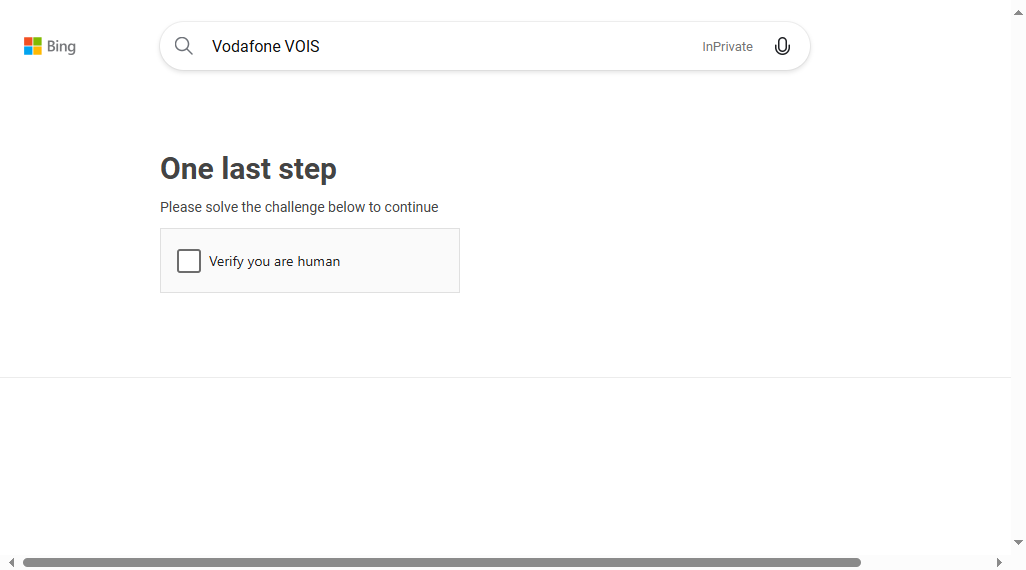 Bing
Vodafone VOIS
InPrivate
One last step
Please solve the challenge below to continue
Verify you are human